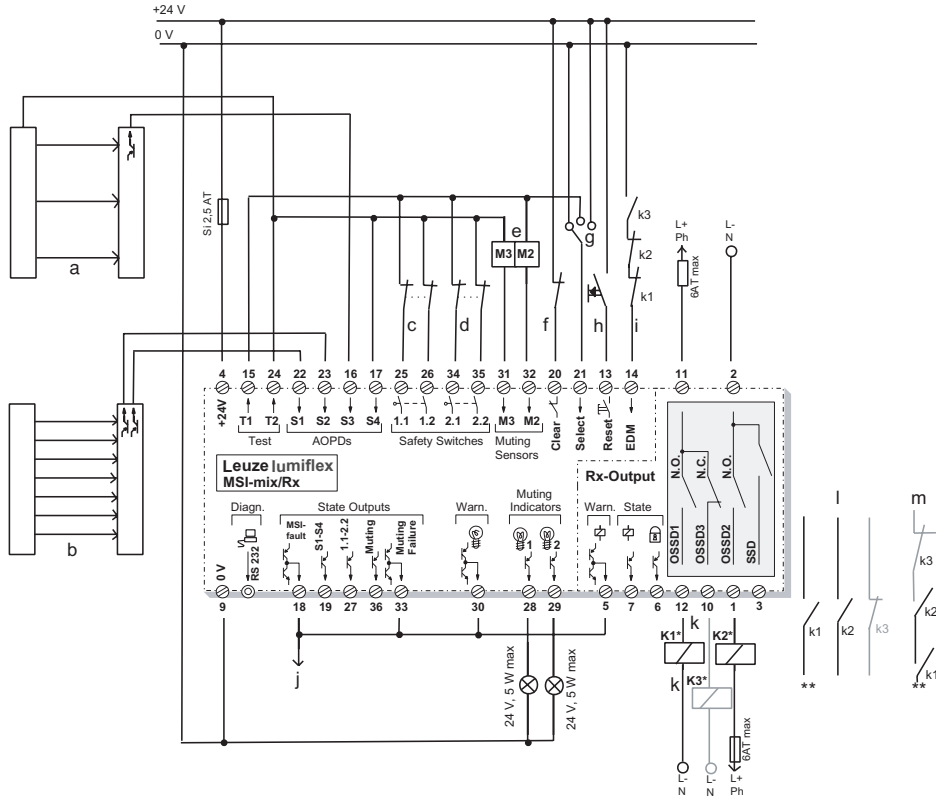 +24 V
0 V
Si 2,5 AT
a
b
c
d
e
M3 M2
f
g
h
i
k3
k2
k1
L+
Ph
6AT max
L-
N
4 15 24 22 23 16 17 25 26 34 35 31 32 20 21 13 14 11 2
+24V
T1 T2
Test
S1 S2 S3 S4
AOPDs
1.1 1.2 2.1 2.2
Safety Switches
M3 M2
Muting
Sensors
Clear
Select
Reset
EDM
Leuze lumiflex
MSI-mix/Rx
Rx-Output
N.O.
N.C.
N.O.
OSSD1
OSSD3
OSSD2
SSD
Diagn.
RS 232
State Outputs
MSI-
fault
S1-S4
1.1-2.2
Muting
Muting
Failure
Warn.
Muting
Indicators
1 2
Warn. State
8
0 V
9 18 19 27 36 33 30 28 29 5 7 6 12 10 1 3
j
24 V, 5 W max
24 V, 5 W max
k
K1*
K2*
k
K3*
6AT max
L-
N
L-
N
L+
Ph
l
k1
k2
k3
**
m
k3
k2
k1
**